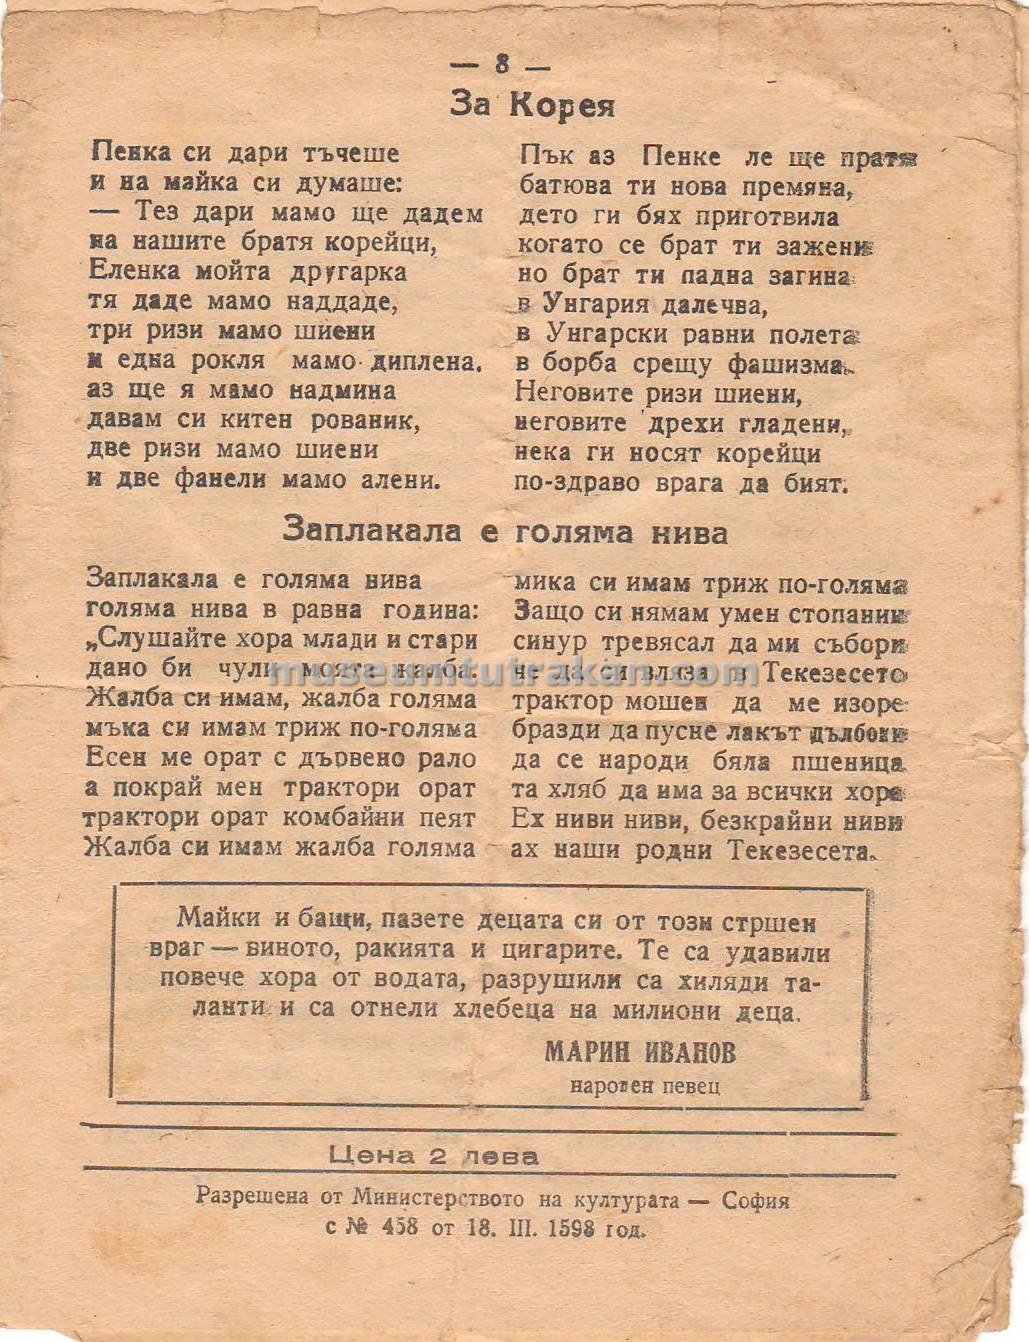 — 8 —
За Корея
Пенка си дари тъчеше
и на майка си думаше:
— Тез дари мамо ще дадем
на нашите братя корейци,
Еленка мойта другарка
тя даде мамо наддаде,
три ризи мамо шиени
и една рокля мамо диплена.
аз ще я мамо надмина
давам си китен рованик,
две ризи мамо шиени
и две фанели мамо алени.
Пък аз Пенке ле ще пратя
батюва ти нова премяна,
дето ги бях приготвила
когато се брат ти зажени
но брат ти падна загина
в Унгария далечва,
в Унгарски равни полета
в борба срещу фашизма.
Неговите ризи шиени,
неговите дрехи гладени,
нека ги носят корейци
по-здраво врага да бият.
Заплакала е голяма нива
Заплакала е голяма нива
голяма нива в равна година:
„Слушайте хора млади и стари
дано би чули моята жалба.
Жалба си имам, жалба голяма
мъка си имам триж по-голяма
Есен ме орат с дървено рало
а покрай мен трактори орат
трактори орат комбайни пеят
Жалба си имам жалба голяма
мика си имам триж по-голяма
Защо си нямам умен стопанин
синур тревясал да ми събори
че да си вляза в Текезесето
трактор мошен да ме изоре
бразди да пусне лакът дълбоки
да се народи бяла пшеница
та хляб да има за всички хора
Ех ниви ниви, безкрайни ниви
ах наши родни Текезесета.
museumtutrakan.com
Майки и бащи, пазете децата си от този стршен
враг — виното, ракията и цигарите. Те са удавили
повече хора от водата, разрушили са хиляди та-
ланти и са отнели хлебеца на милиони деца.
МАРИН ИВАНОВ
народен певец
Цена 2 лева
Разрешена от Министерството на културата — София
с № 458 от 18. III. 1598 год.